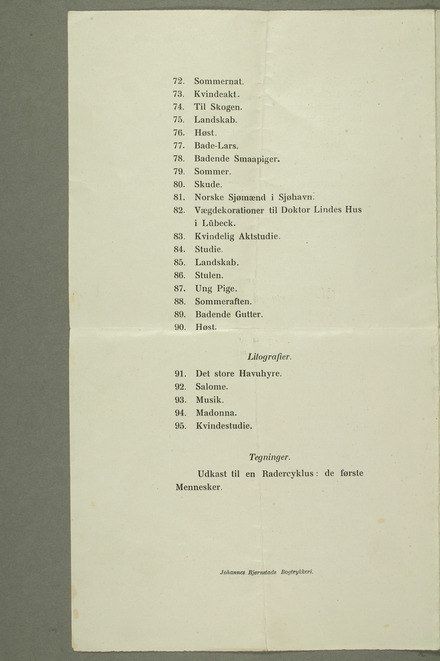 72. Sommernat.
73. Kvindeakt.
74. Til Skogen.
75. Landskab.
76. Høst.
77. Bade-Lars.
78. Badende Smaapiger.
79. Sommer.
80. Skude.
81. Norske Sjømænd i Sjøhavn.
82. Vægdekorationer til Doktor Lindes Hus
i Lübeck.
83. Kvindelig Aktstudie.
84. Studie.
85. Landskab.
86. Stulen.
87. Ung Pige.
88. Sommeraften.
89. Badende Gutter.
90. Høst.
Litografier.
91. Det store Havuhyre.
92. Salome.
93. Musik.
94. Madonna.
95. Kvindestudie.
Tegninger.
Udkast til en Radercyklus: de første
Mennesker.
Johannes Bjørnstads Bogtrykkeri.